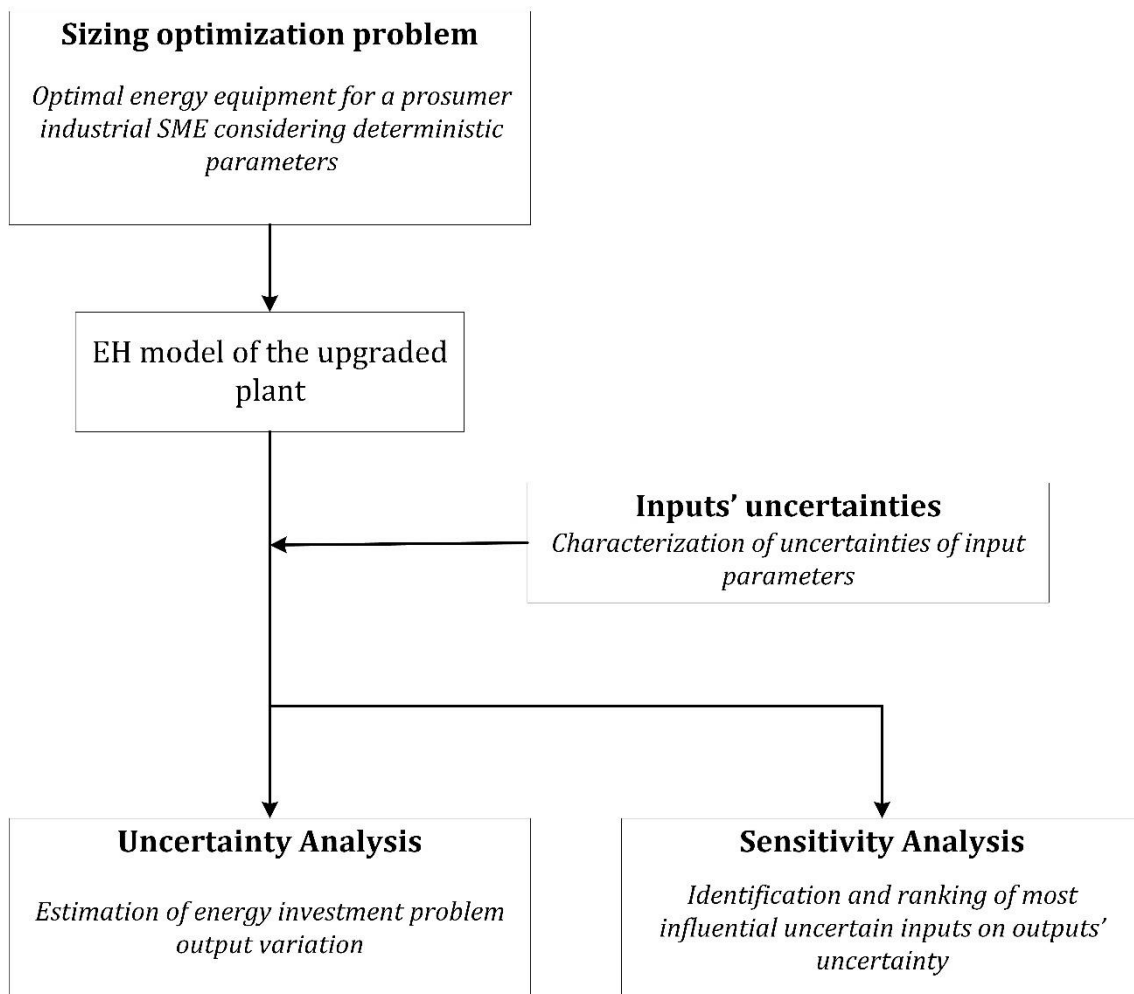 Sizing optimization problem
Optimal energy equipment for a prosumer
industrial SME considering deterministic
parameters
EH model of the upgraded
plant
Inputs’ uncertainties
Characterization of uncertainties of input
parameters
Uncertainty Analysis
Estimation of energy investment problem
output variation
Sensitivity Analysis
Identification and ranking of most
influential uncertain inputs on outputs’
uncertainty